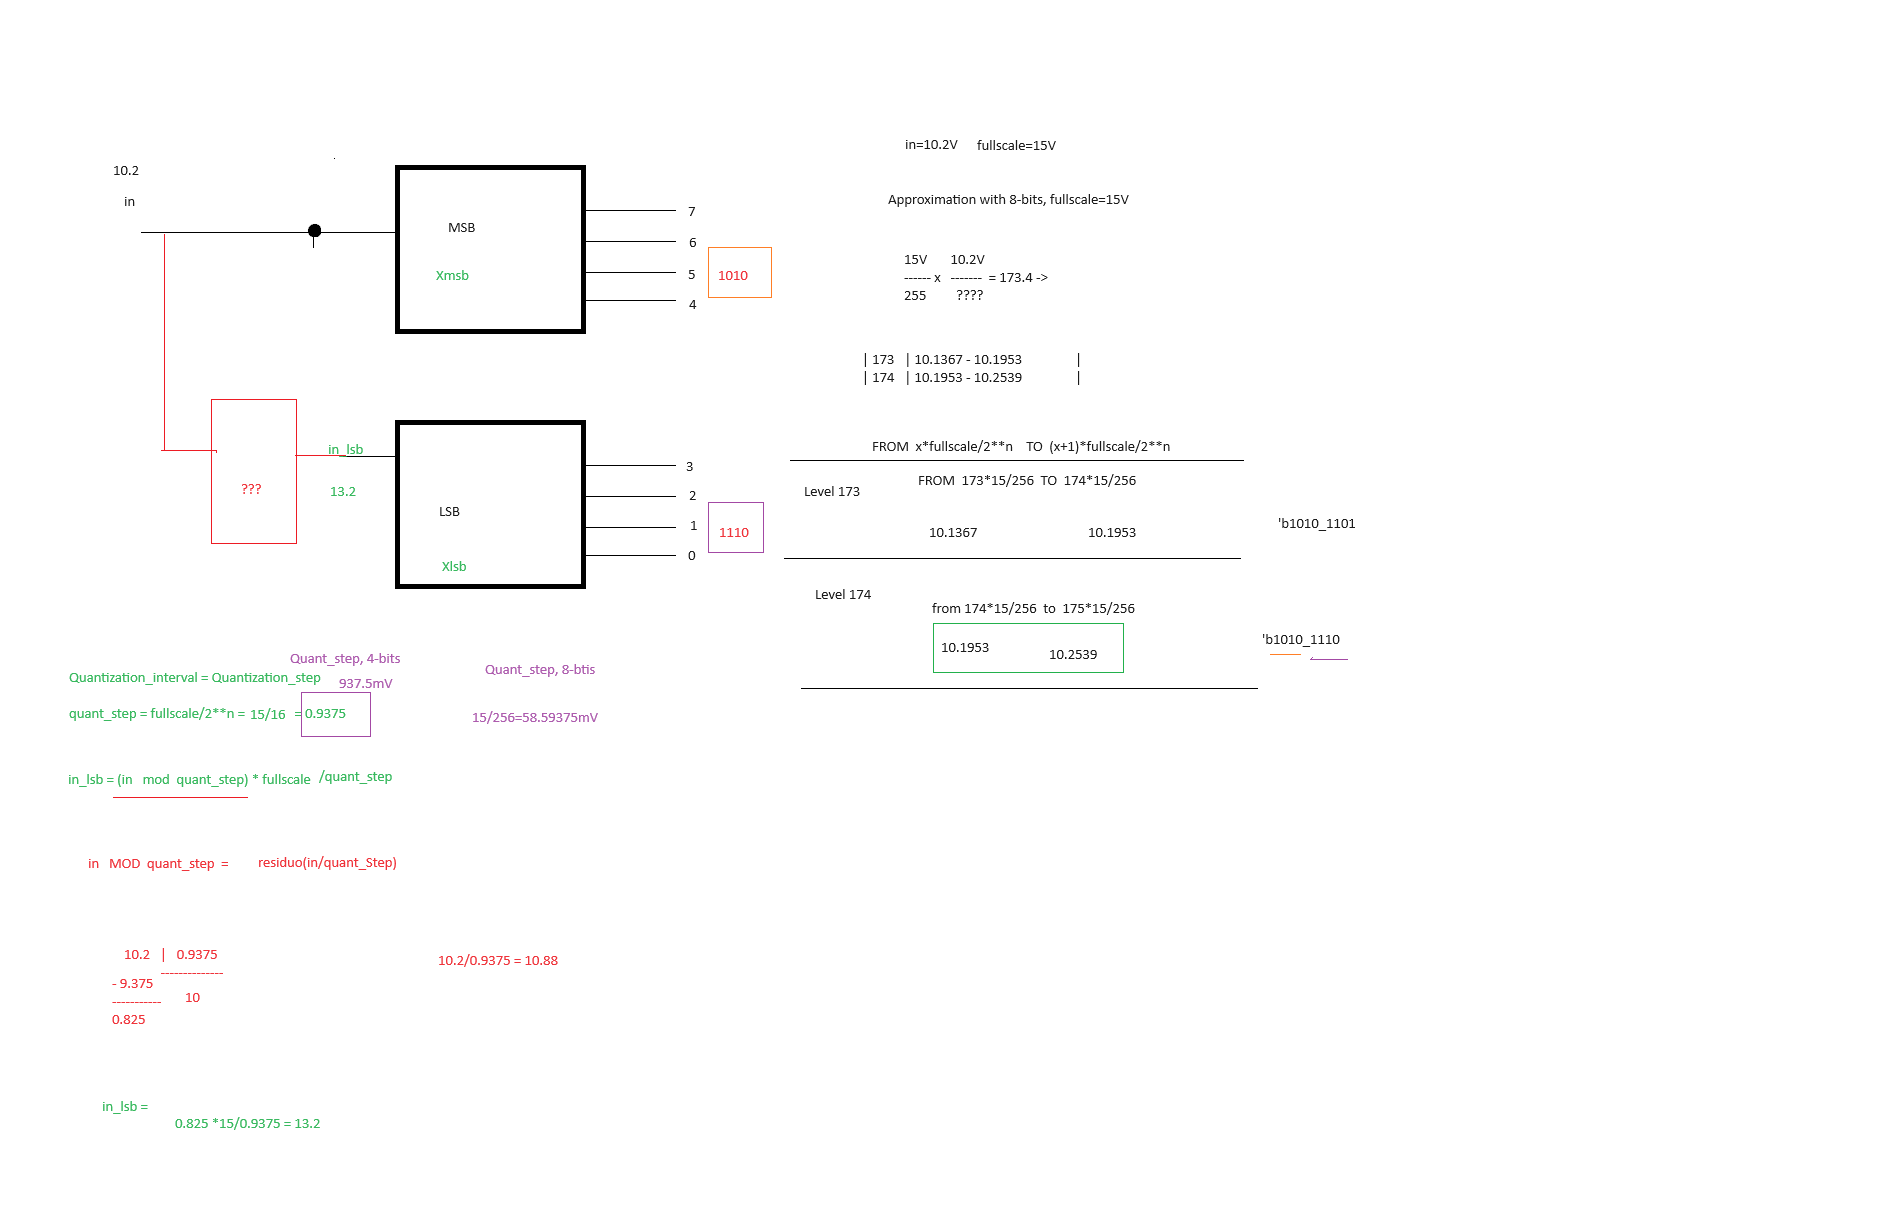 10.2
in
MSB
Xmsb
7
6
5
4
1010
in_lsb
???
13.2
LSB
Xlsb
3
2
1
0
1110
in=10.2V fullscale=15V
Approximation with 8-bits, fullscale=15V
15V 10.2V
------ x ------- = 173.4 ->
255 ????
| 173 | 10.1367 - 10.1953 |
| 174 | 10.1953 - 10.2539 |
FROM x*fullscale/2**n TO (x+1)*fullscale/2**n
FROM 173*15/256 TO 174*15/256
Level 173
10.1367 10.1953
'b1010_1101
Level 174
from 174*15/256 to 175*15/256
10.1953 10.2539
'b1010_1110
Quant_step, 4-bits
Quantization_interval = Quantization_step
937.5mV
quant_step = fullscale/2**n = 15/16 = 0.9375
Quant_step, 8-btis
15/256=58.59375mV
in_lsb = (in mod quant_step) * fullscale /quant_step
in MOD quant_step = residuo(in/quant_Step)
10.2 | 0.9375
--------------
- 9.375
-----------
10
0.825
10.2/0.9375 = 10.88
in_lsb =
0.825 *15/0.9375 = 13.2